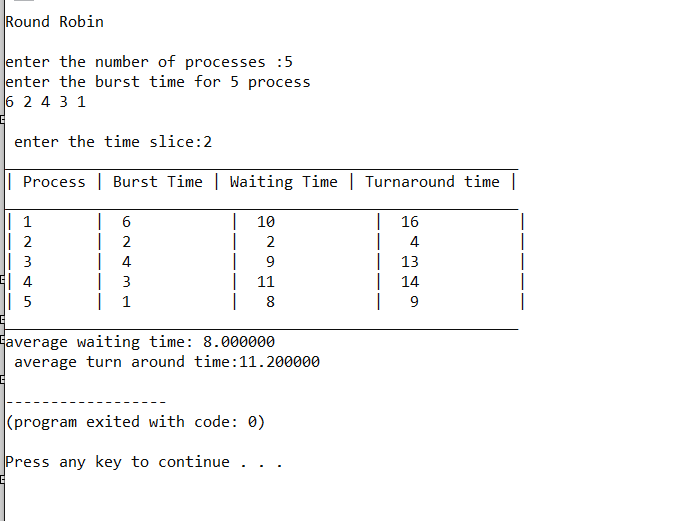 Round Robin
enter the number of processes :5
enter the burst time for 5 process
6 2 4 3 1
enter the time slice:2
| Process | Burst Time | Waiting Time | Turnaround time |
| 1 | 6 | 10 | 16 |
| 2 | 2 | 2 | 4 |
| 3 | 4 | 9 | 13 |
| 4 | 3 | 11 | 14 |
| 5 | 1 | 8 | 9 |
average waiting time: 8.000000
average turn around time:11.200000
------------------
(program exited with code: 0)
Press any key to continue . . .